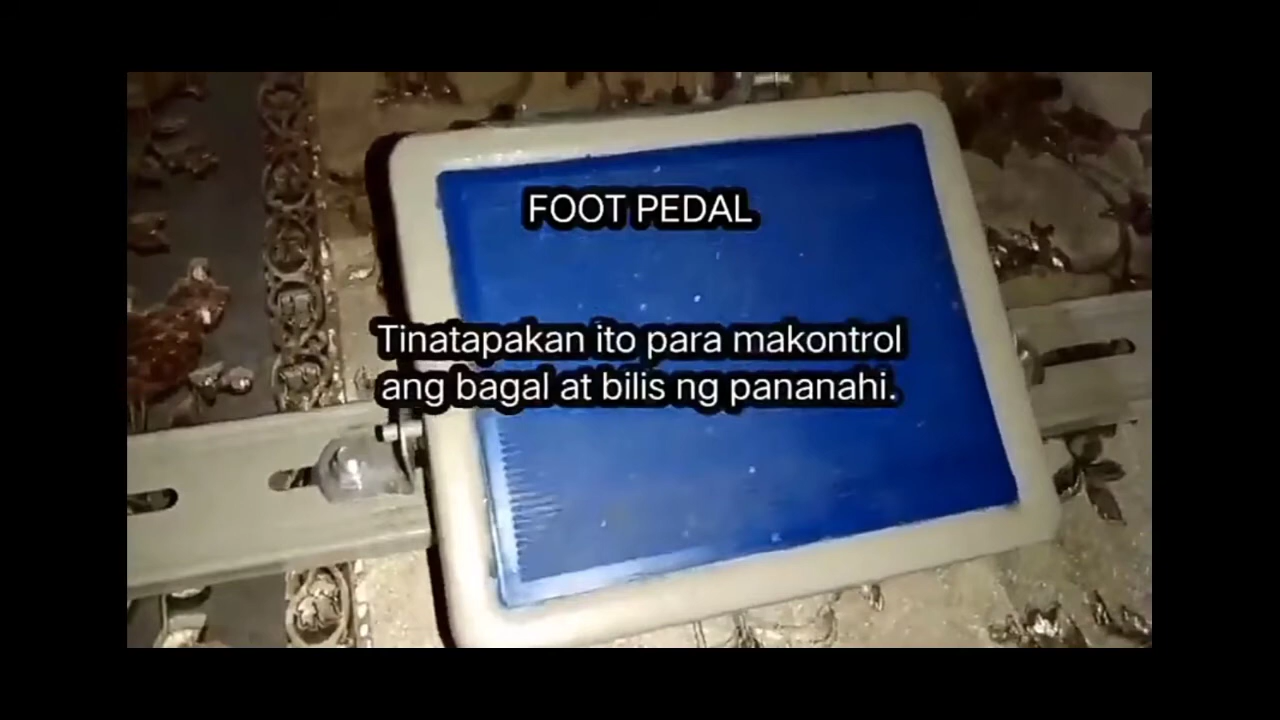 FOOT PEDAL
Tinatapakan ito para makontrol
ang bagal at bilis ng pananahi.